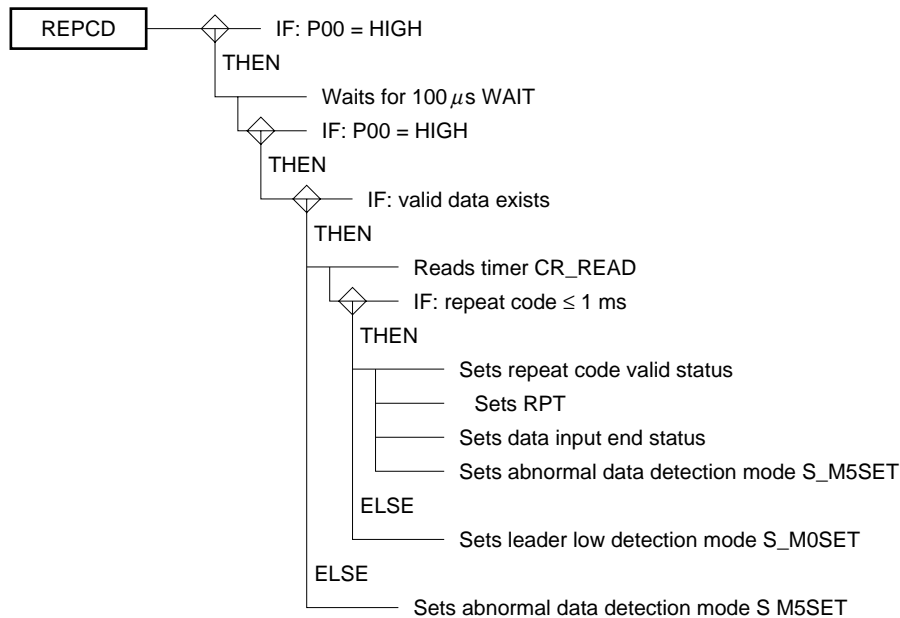 REPCD
IF: P00 = HIGH
THEN
Waits for 100 μs WAIT
IF: P00 = HIGH
THEN
IF: valid data exists
THEN
Reads timer CR_READ
IF: repeat code ≤ 1 ms
THEN
Sets repeat code valid status
Sets RPT
Sets data input end status
Sets abnormal data detection mode S_M5SET
ELSE
Sets leader low detection mode S_M0SET
ELSE
Sets abnormal data detection mode S M5SET